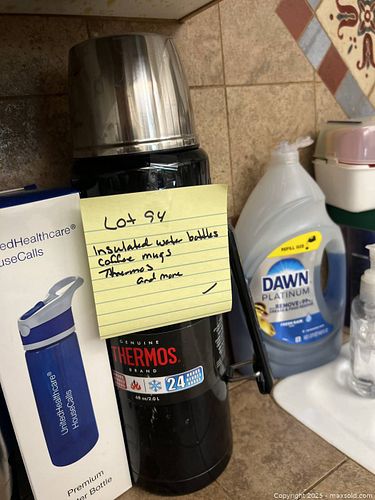 Lot 94
Insulated water bottles
coffee mugs
Thermos
and more
GENUINE
THERMOS
BRAND
24
edHealthcare®
useCalls
UnitedHealthcare®
HouseCalls
Premium
er Bottle
REFILL SIZE
DAWN
PLATINUM
Copyright 2025 - maxsold.com